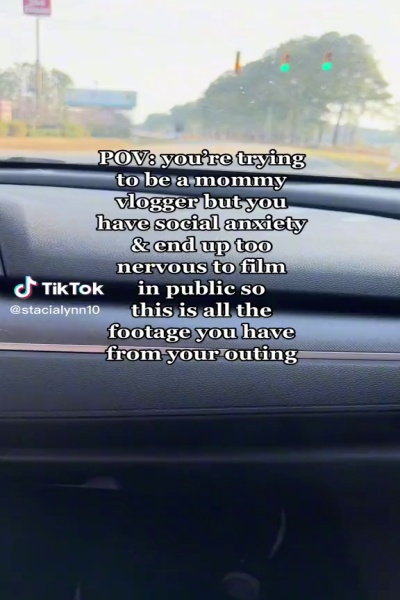 POV: you're trying
to be a mommy
vlogger but you
have social anxiety
& end up too
nervous to film
in public so
this is all the
footage you have
from your outing
TikTok
@stacialynn10